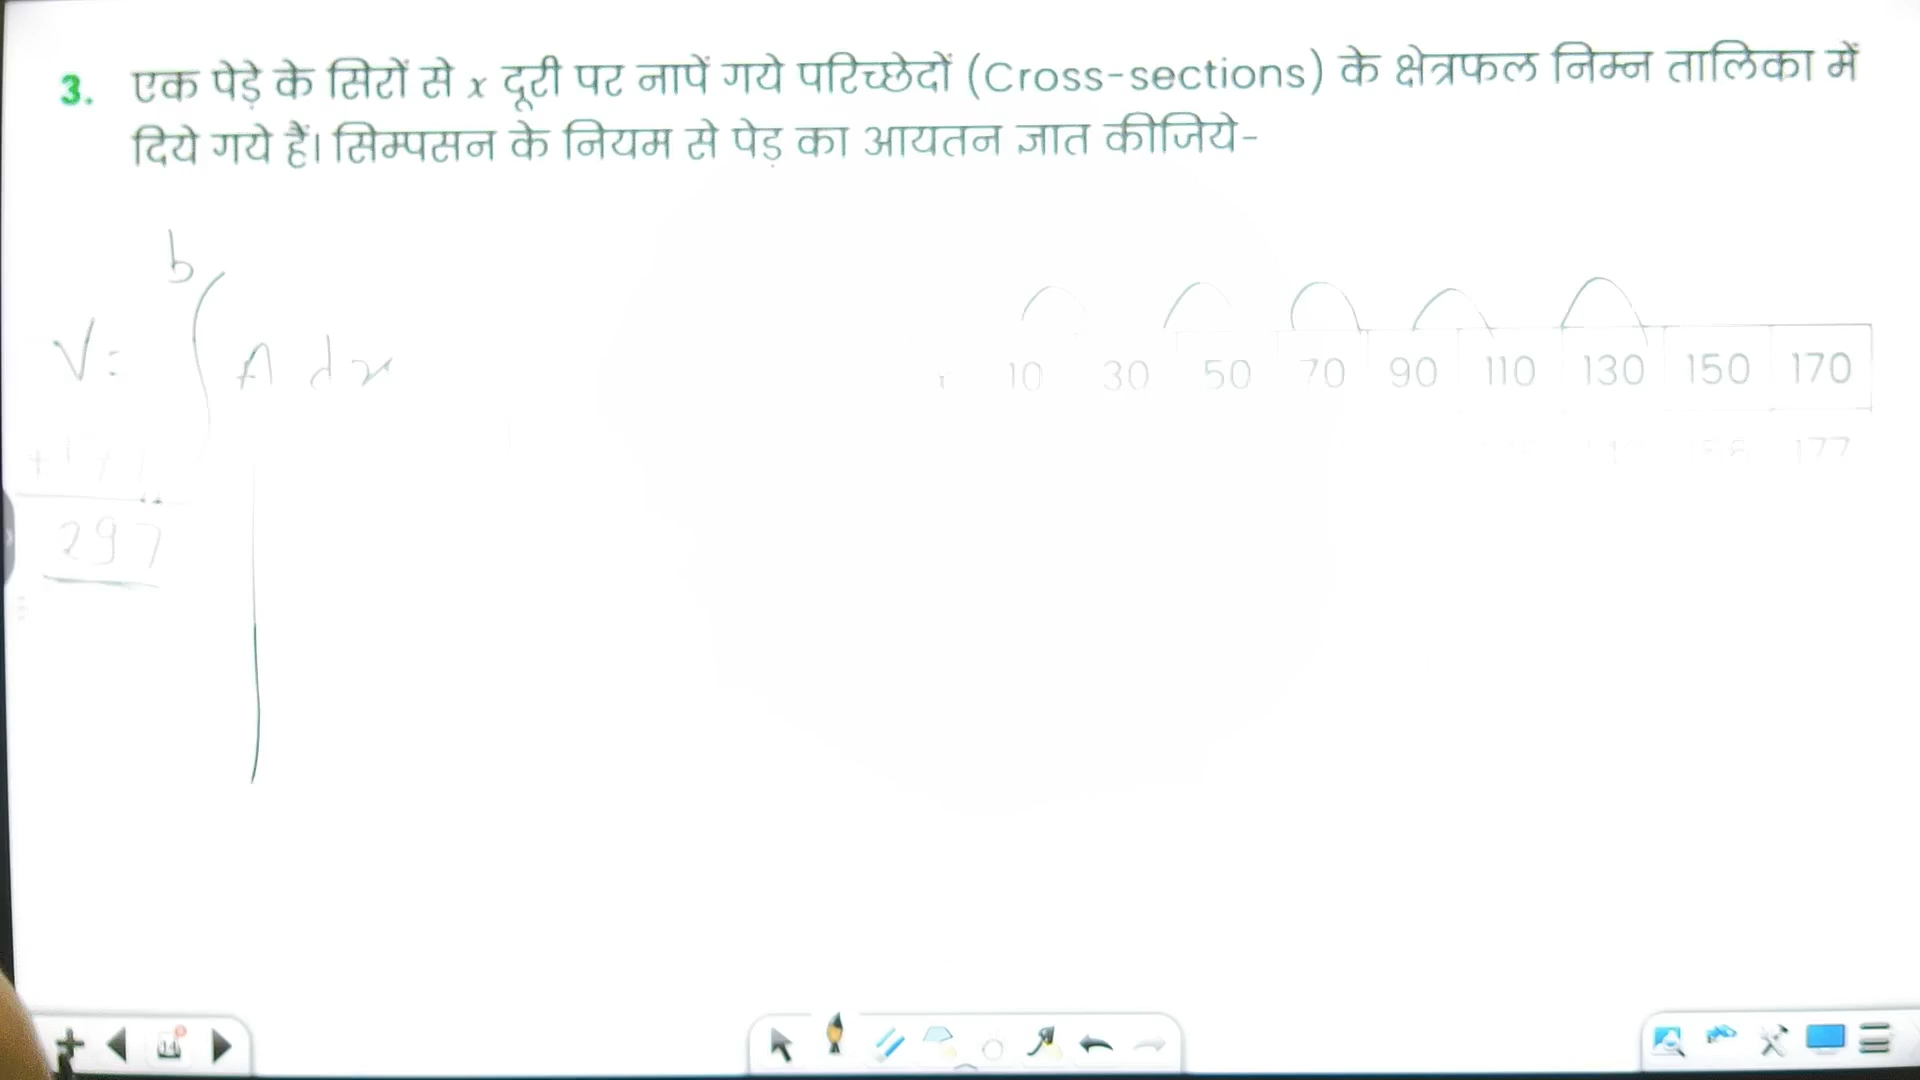 3. एक पेड़े के सिरों से x दूरी पर नापें गये परिच्छेदों (Cross-sections) के क्षेत्रफल निम्न तालिका में
दिये गये हैं। सिम्पसन के नियम से पेड़ का आयतन ज्ञात कीजिये-
b
V= ∫ A dx
10 30 50 70 90 110 130 150 170
177
297